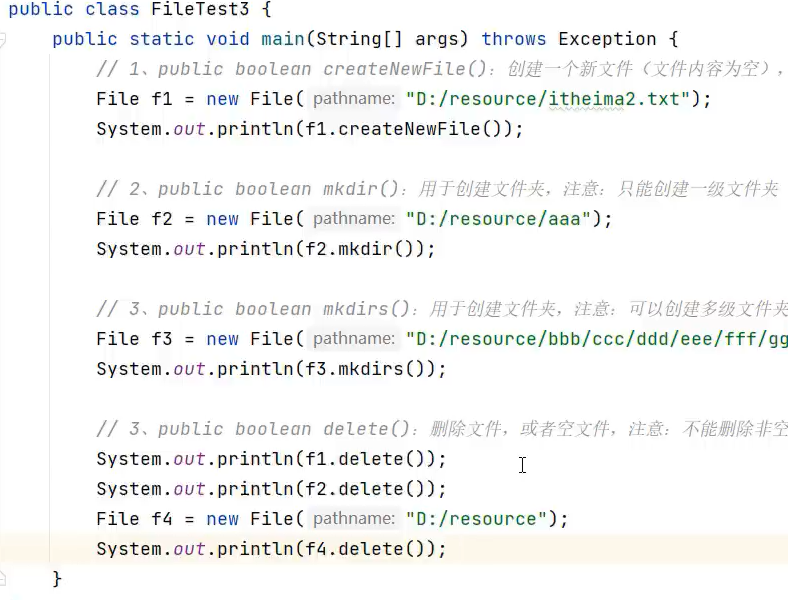 public class FileTest3 {
public static void main(String[] args) throws Exception {
// 1、public boolean createNewFile()：创建一个新文件（文件内容为空），
File f1 = new File( pathname: "D:/resource/itheima2.txt");
System.out.println(f1.createNewFile());
// 2、public boolean mkdir()：用于创建文件夹，注意：只能创建一级文件夹
File f2 = new File( pathname: "D:/resource/aaa");
System.out.println(f2.mkdir());
// 3、public boolean mkdirs()：用于创建文件夹，注意：可以创建多级文件夹
File f3 = new File( pathname: "D:/resource/bbb/ccc/ddd/eee/fff/gg
System.out.println(f3.mkdirs());
// 3、public boolean delete()：删除文件，或者空文件，注意：不能删除非空
System.out.println(f1.delete());
System.out.println(f2.delete());
File f4 = new File( pathname: "D:/resource");
System.out.println(f4.delete());
}